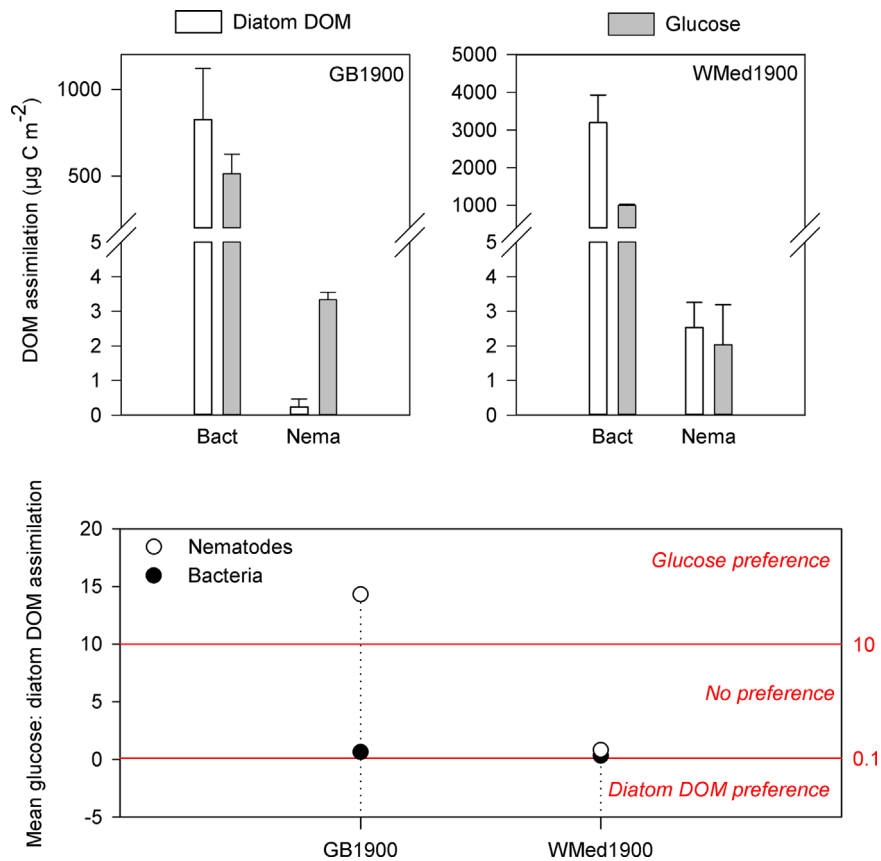 Diatom DOM
Glucose
DOM assimilation (µg C m⁻²)
GB1900
1000
500
5
4
3
2
1
0
Bact Nema
WMed1900
5000
4000
3000
2000
1000
5
4
3
2
1
0
Bact Nema
Mean glucose: diatom DOM assimilation
20
15
10
5
0
-5
Nematodes
Bacteria
Glucose preference
10
No preference
0.1
Diatom DOM preference
GB1900 WMed1900